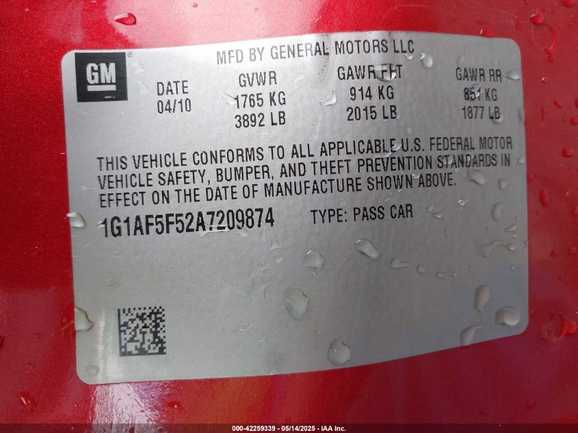 MFD BY GENERAL MOTORS LLC
GM
DATE GVWR GAWR FRT GAWR RR
04/10 1765 KG 914 KG 851 KG
3892 LB 2015 LB 1877 LB
THIS VEHICLE CONFORMS TO ALL APPLICABLE U.S. FEDERAL MOTOR
VEHICLE SAFETY, BUMPER, AND THEFT PREVENTION STANDARDS IN
EFFECT ON THE DATE OF MANUFACTURE SHOWN ABOVE.
1G1AF5F52A7209874 TYPE: PASS CAR
000-42259339 - 05/14/2025 - IAA Inc.